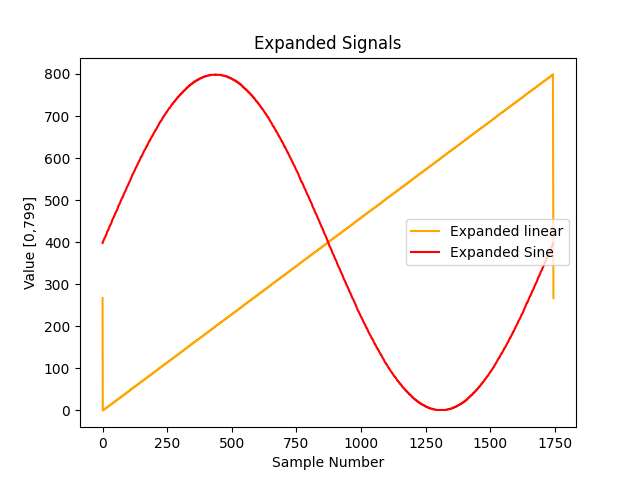 Expanded Signals
Value [0,799]
800
700
600
500
400
300
200
100
0
Expanded linear
Expanded Sine
0 250 500 750 1000 1250 1500 1750
Sample Number